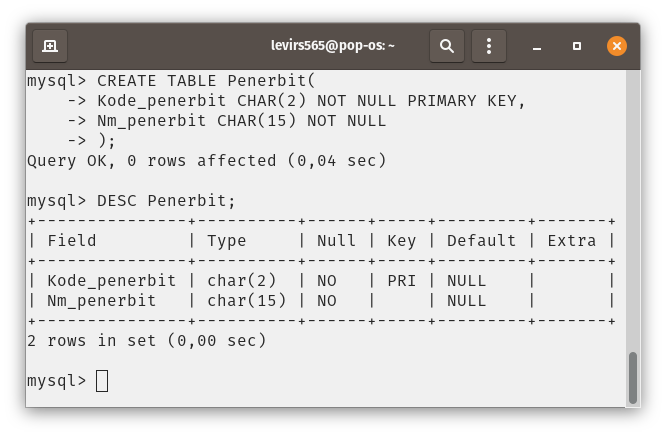 levirs565@pop-os: ~
mysql> CREATE TABLE Penerbit(
    -> Kode_penerbit CHAR(2) NOT NULL PRIMARY KEY,
    -> Nm_penerbit CHAR(15) NOT NULL
    -> );
Query OK, 0 rows affected (0,04 sec)

mysql> DESC Penerbit;
+---------------+----------+------+-----+---------+-------+
| Field         | Type     | Null | Key | Default | Extra |
+---------------+----------+------+-----+---------+-------+
| Kode_penerbit | char(2)  | NO   | PRI | NULL    |       |
| Nm_penerbit   | char(15) | NO   |     | NULL    |       |
+---------------+----------+------+-----+---------+-------+
2 rows in set (0,00 sec)

mysql>